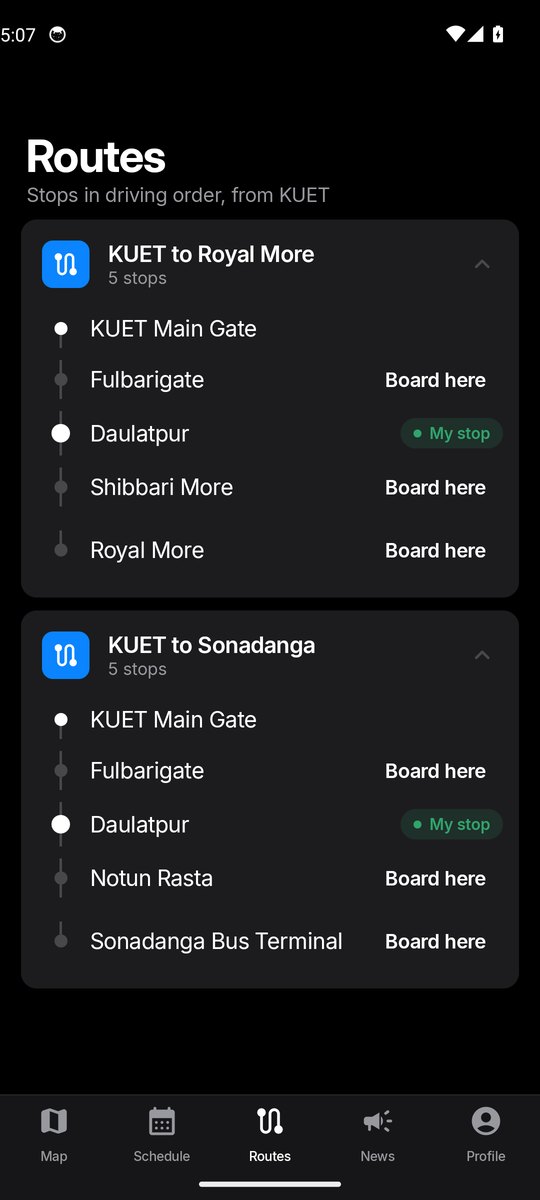 5:07
Routes
Stops in driving order, from KUET
KUET to Royal More
5 stops
KUET Main Gate
Fulbarigate Board here
Daulatpur My stop
Shibbari More Board here
Royal More Board here
KUET to Sonadanga
5 stops
KUET Main Gate
Fulbarigate Board here
Daulatpur My stop
Notun Rasta Board here
Sonadanga Bus Terminal Board here
Map Schedule Routes News Profile